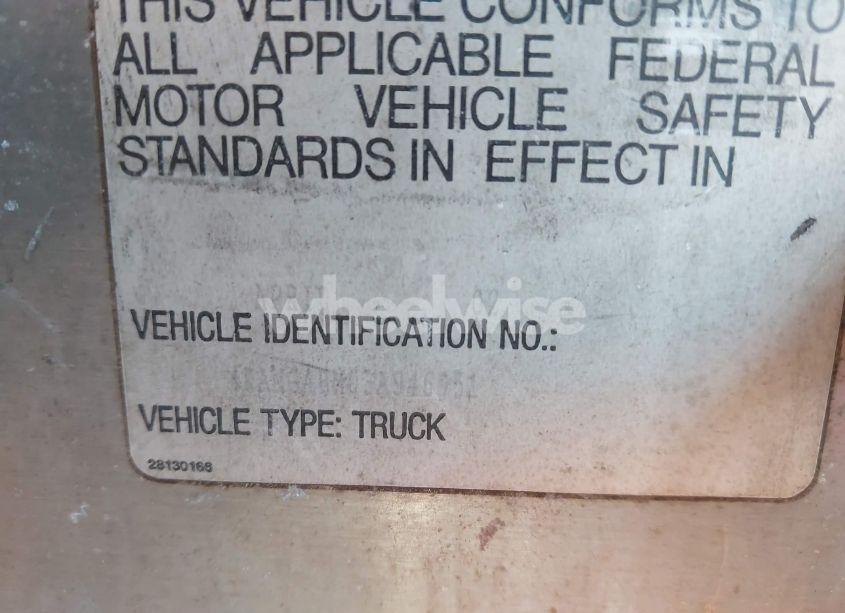 THIS VEHICLE CONFORMS TO
ALL APPLICABLE FEDERAL
MOTOR VEHICLE SAFETY
STANDARDS IN EFFECT IN
wheelwise
VEHICLE IDENTIFICATION NO.:
VEHICLE TYPE: TRUCK
28130166